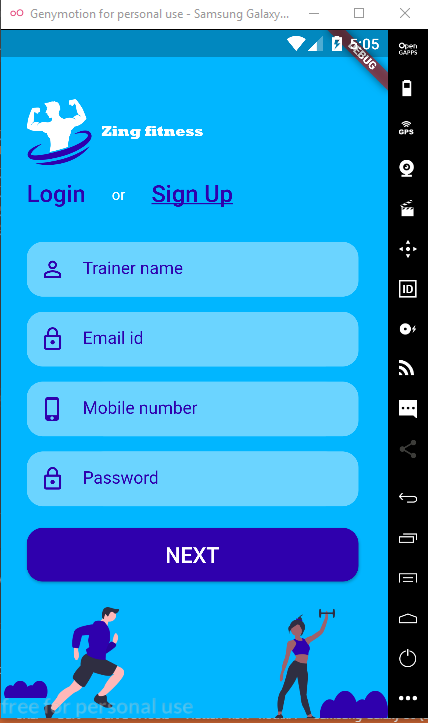 Genymotion for personal use - Samsung Galaxy...
5:05
DEBUG
Open
GAPPS
GPS
ID
Zing fitness
Login or Sign Up
Trainer name
Email id
Mobile number
Password
NEXT
free for personal use